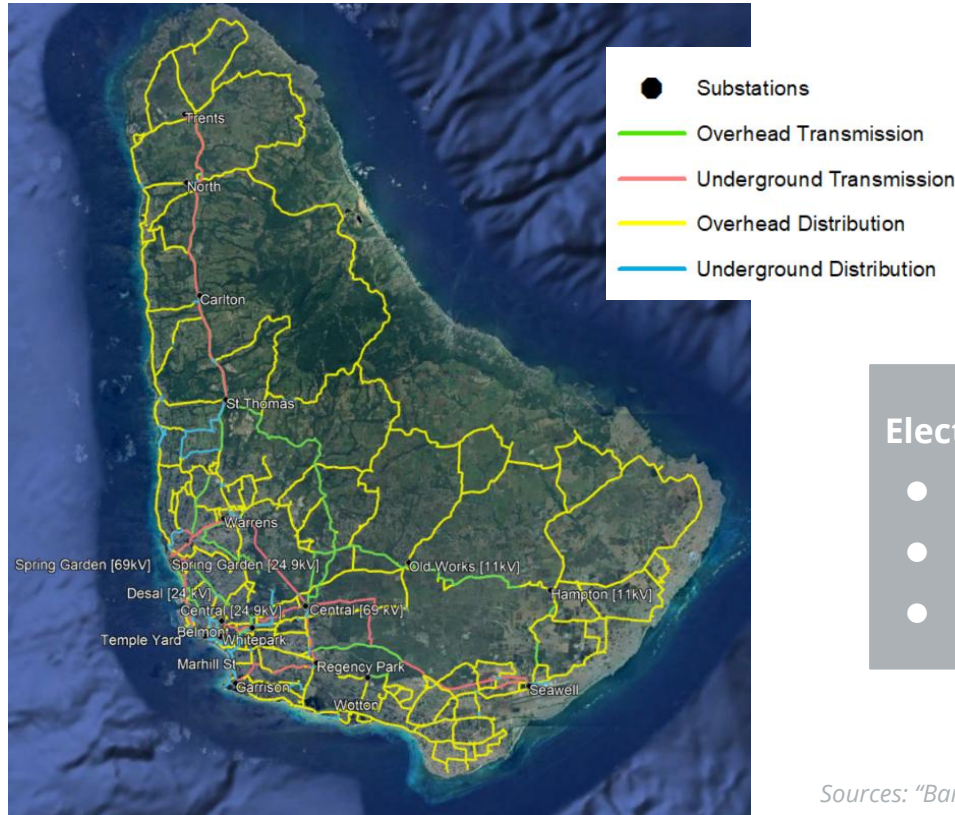 Substations
Overhead Transmission
Underground Transmission
Overhead Distribution
Underground Distribution
Trents
North
Carlton
St Thomas
Warrens
Spring Garden [69kV]
Spring Garden [24.9kV]
Old Works [11kV]
Desal [24 kV]
Hampton [11kV]
Central [24.9kV]
Central [69 kV]
Belmont
Temple Yard
Whitepark
Marhill St
Regency Park
Garrison
Seawell
Wotton
Elect
Sources: “Bar